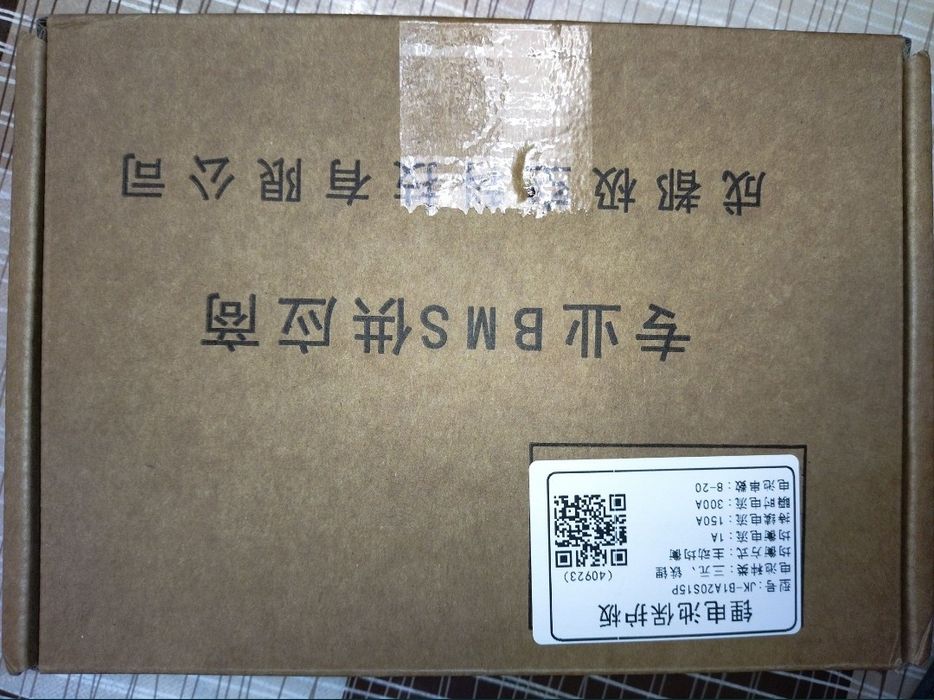 锂电池保护板
型号：JK-B1A20S15P
电池种类：三元、铁锂
均衡方式：主动均衡
均衡电流：1A
持续电流：150A
瞬时电流：300A
电池串数：8-20
(40923)
专业BMS供应商
成都极空科技有限公司